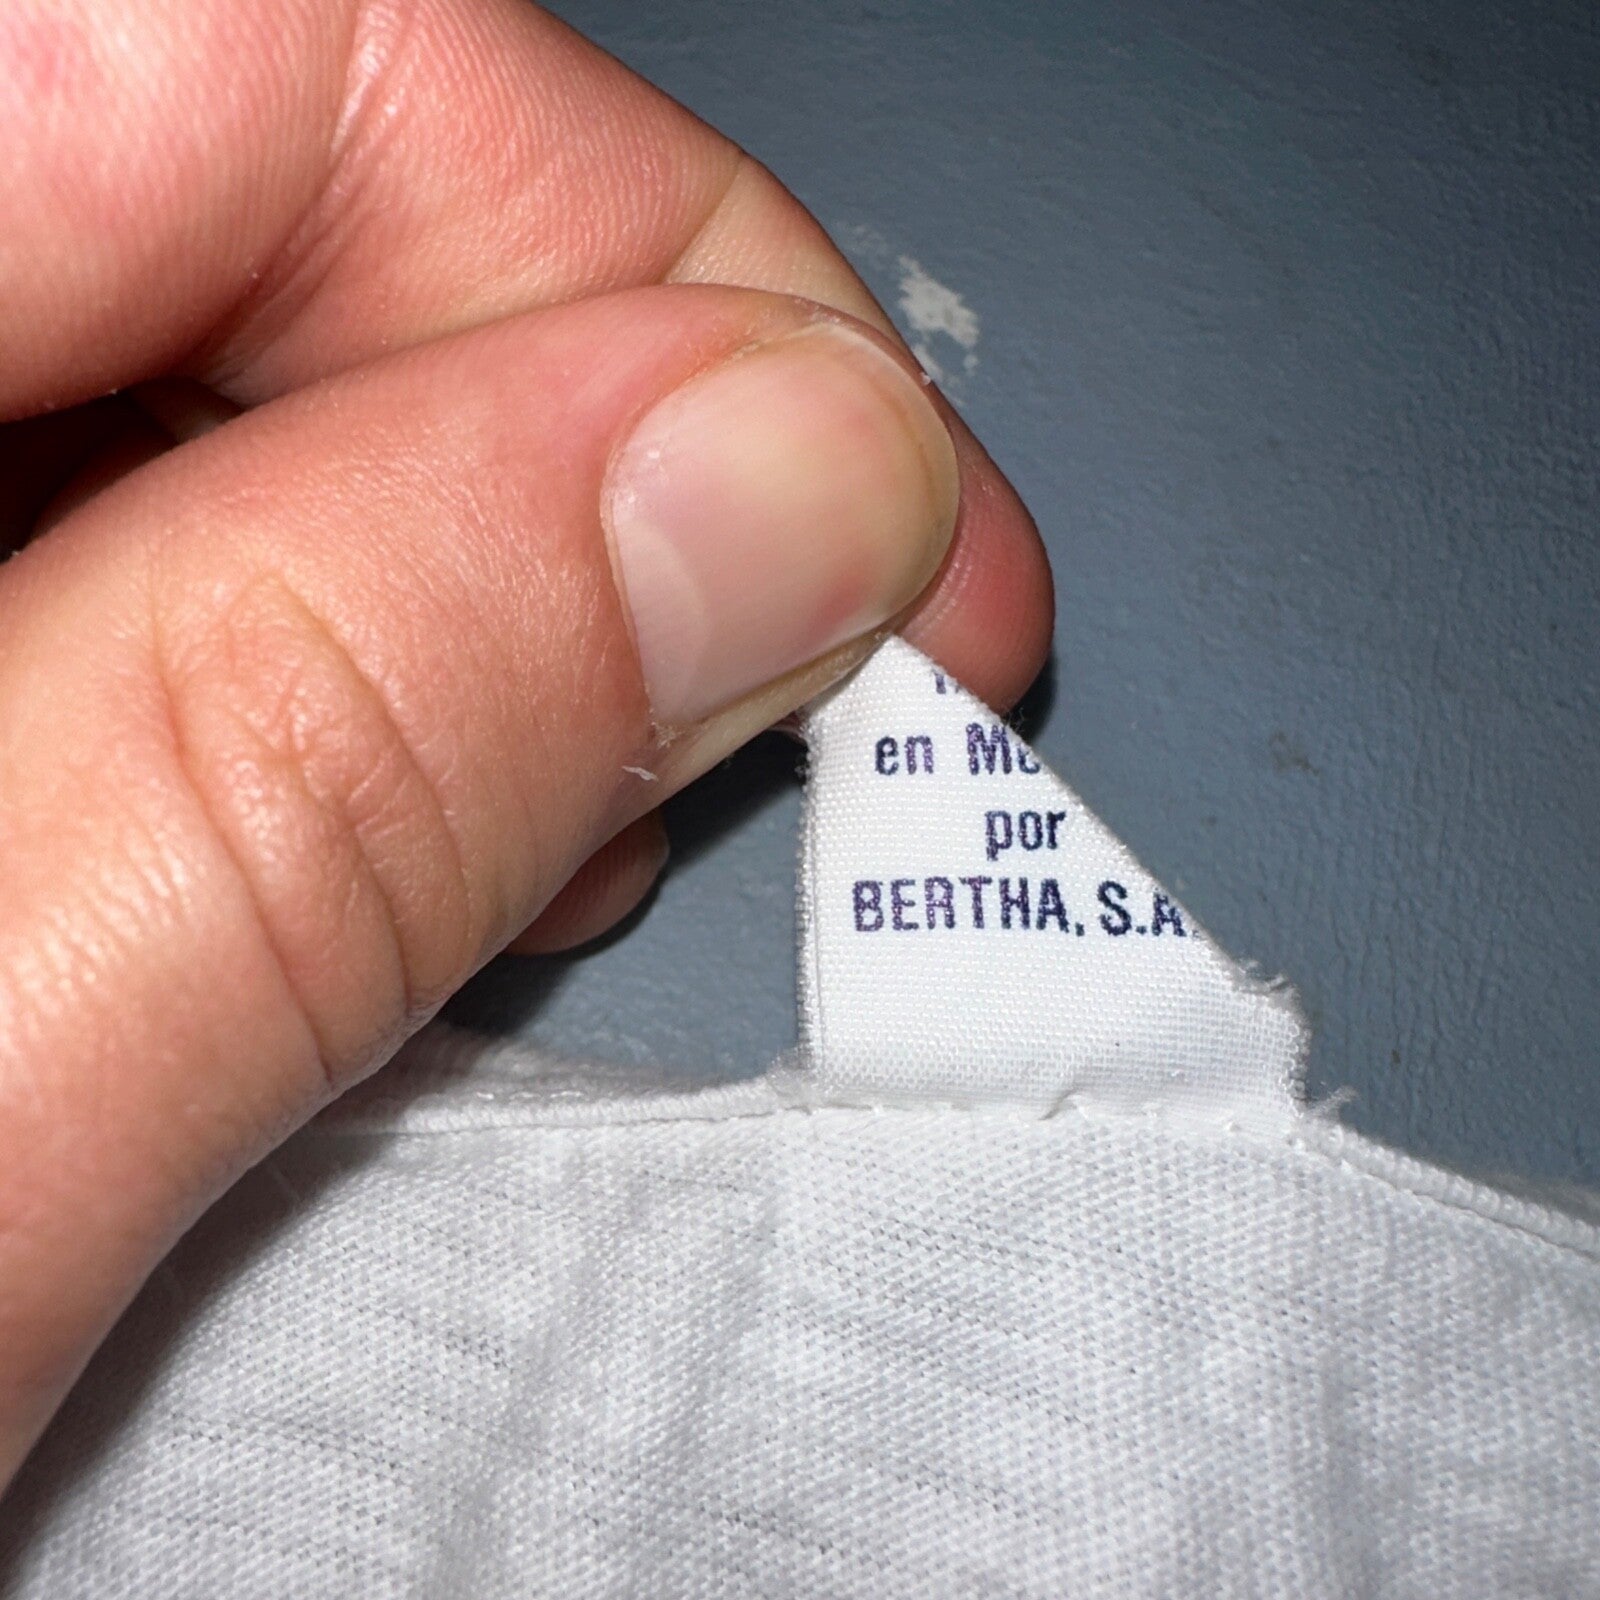 en
por
BERTHA, S.A.